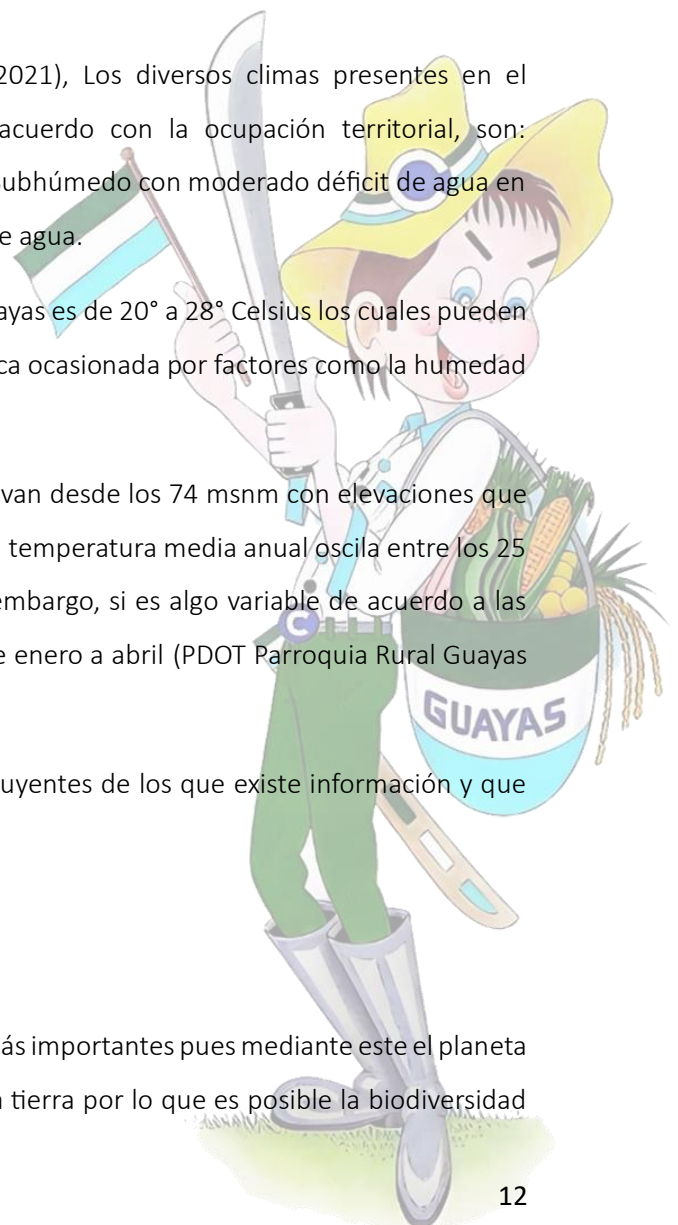 2021), Los diversos climas presentes en el
acuerdo con la ocupación territorial, son:
Subhúmedo con moderado déficit de agua en
e agua.
ayas es de 20° a 28° Celsius los cuales pueden
ca ocasionada por factores como la humedad
van desde los 74 msnm con elevaciones que
temperatura media anual oscila entre los 25
embargo, si es algo variable de acuerdo a las
e enero a abril (PDOT Parroquia Rural Guayas
GUAYAS
uyentes de los que existe información y que
ás importantes pues mediante este el planeta
tierra por lo que es posible la biodiversidad
12